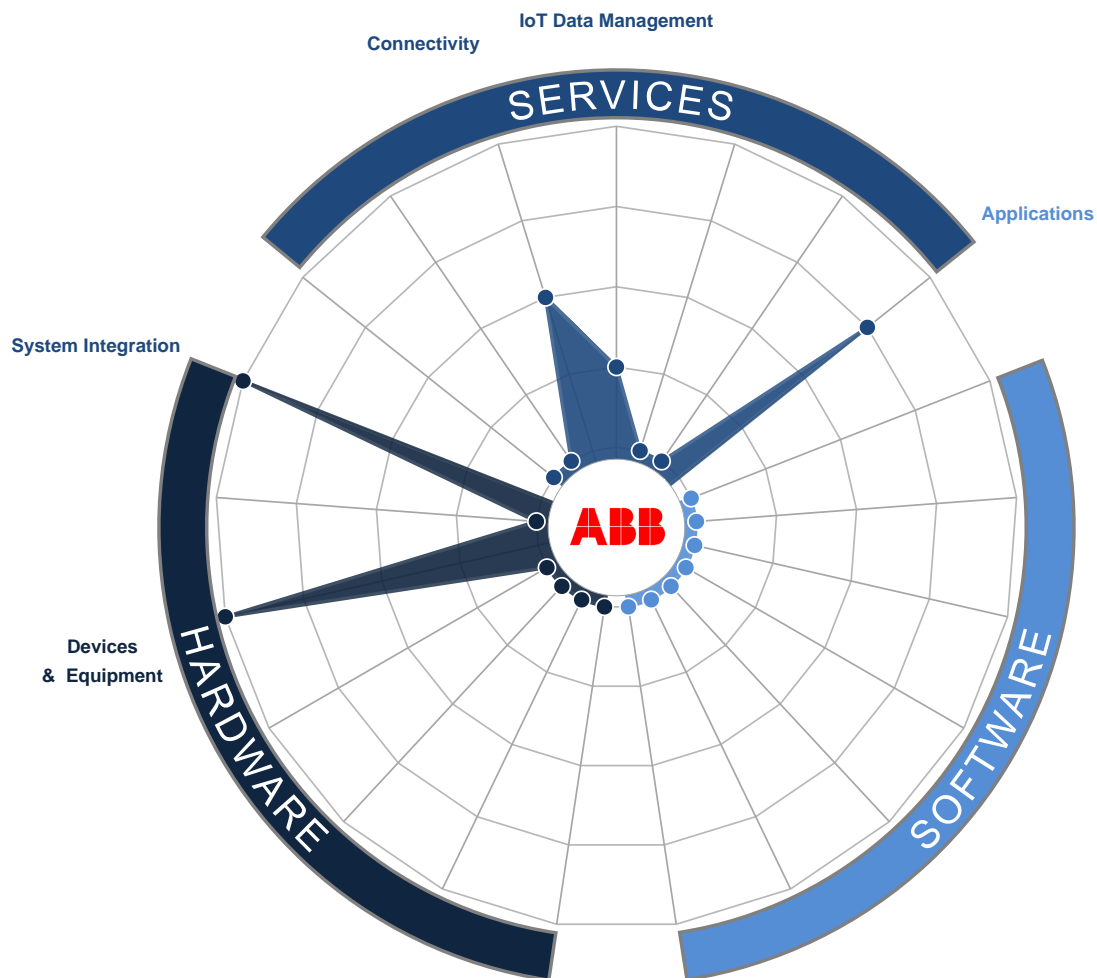 IoT Data Management
Connectivity
SERVICES
Applications
System Integration
ABB
Devices
& Equipment
HARDWARE
SOFTWARE